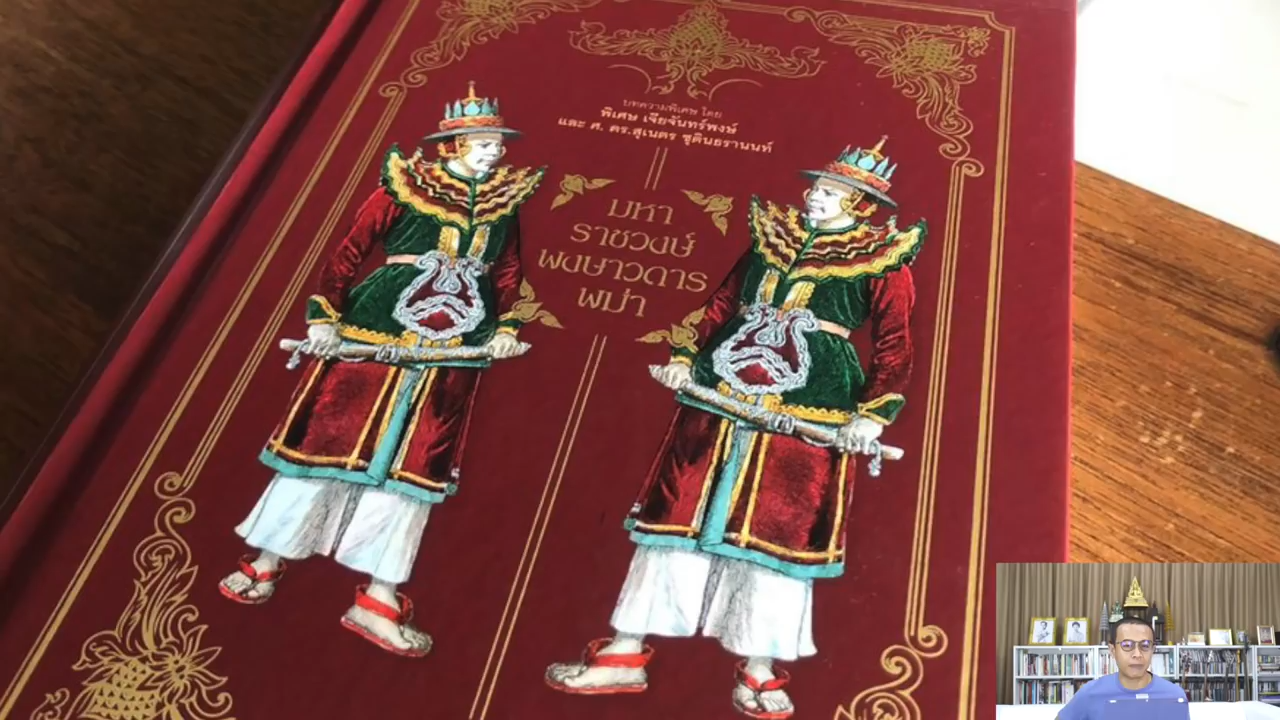 บทความพิเศษ โดย
พิเศษ เจียจันทร์พงษ์
และ ศ. ดร.สุเนตร ชุตินธรานนท์
มหา
ราชวงษ์
พงษาวดาร
พม่า